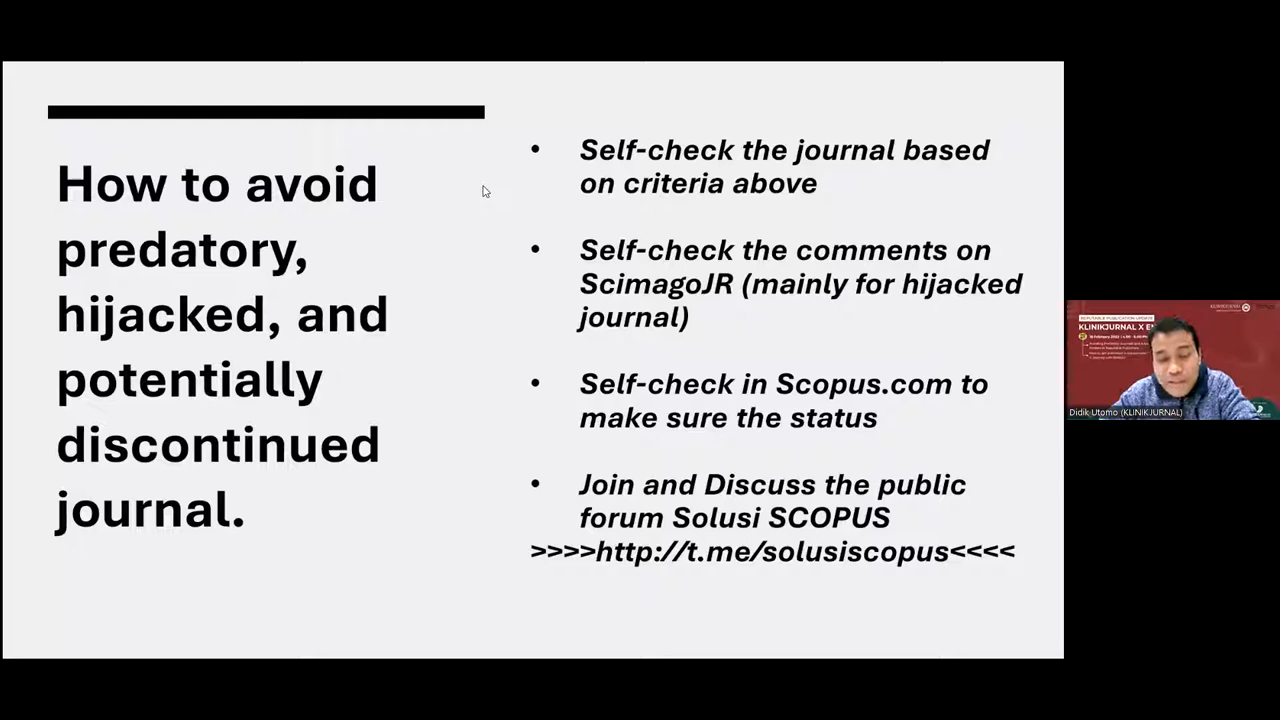 How to avoid
predatory,
hijacked, and
potentially
discontinued
journal.
• Self-check the journal based
on criteria above
• Self-check the comments on
ScimagoJR (mainly for hijacked
journal)
• Self-check in Scopus.com to
make sure the status
• Join and Discuss the public
forum Solusi SCOPUS
>>>>http://t.me/solusiscopus<<<<
KLINIKJURNAL X
Didik Utomo (KLINIKJURNAL)